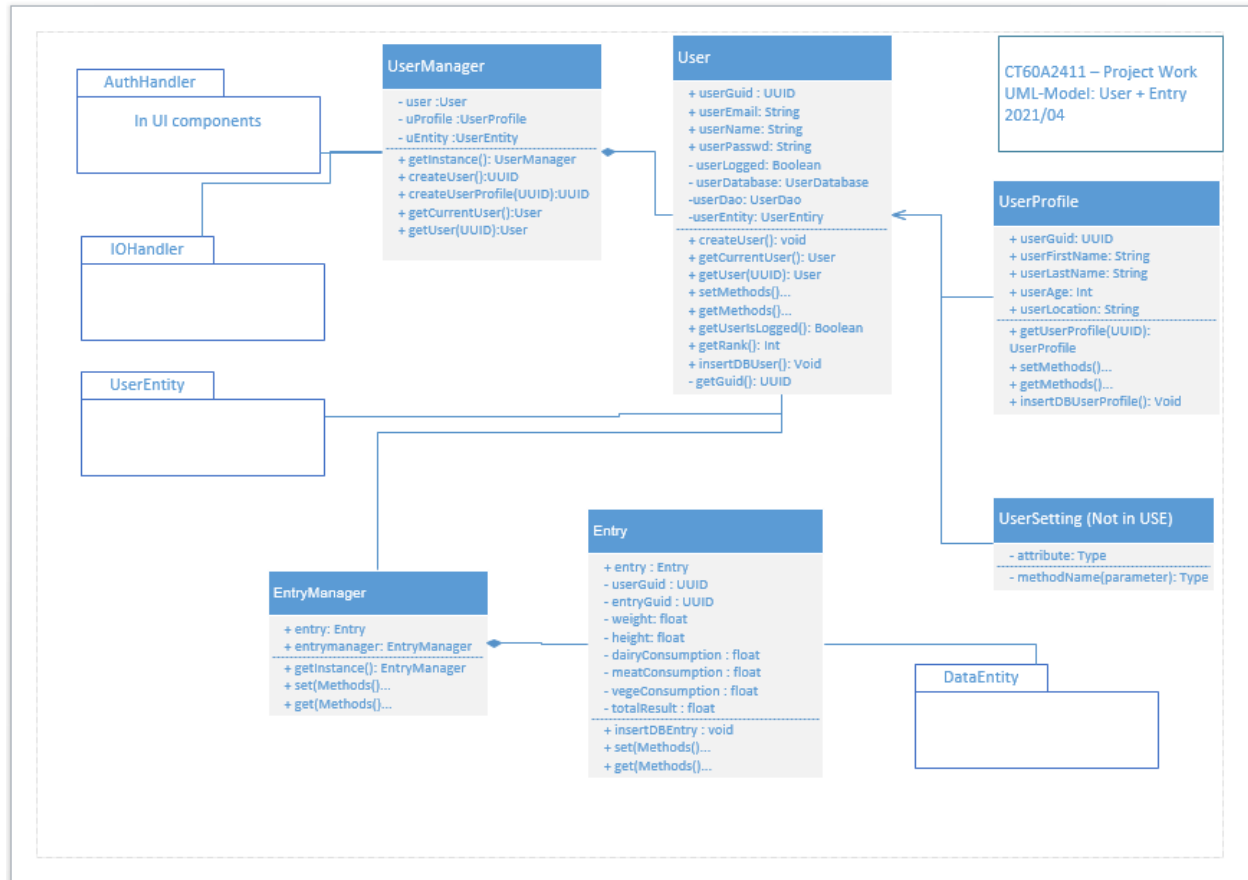 AuthHandler
In UI components
IOHandler
UserEntity
UserManager
- user :User
- uProfile :UserProfile
- uEntity :UserEntity
+ getInstance(): UserManager
+ createUser():UUID
+ createUserProfile(UUID):UUID
+ getCurrentUser():User
+ getUser(UUID):User
User
+ userGuid : UUID
+ userEmail: String
+ userName: String
+ userPasswd: String
- userLogged: Boolean
- userDatabase: UserDatabase
-userDao: UserDao
-userEntity: UserEntiry
+ createUser(): void
+ getCurrentUser(): User
+ getUser(UUID): User
+ setMethods()...
+ getMethods()...
+ getUserIsLogged(): Boolean
+ getRank(): Int
+ insertDBUser(): Void
- getGuid(): UUID
CT60A2411 – Project Work
UML-Model: User + Entry
2021/04
UserProfile
+ userGuid: UUID
+ userFirstName: String
+ userLastName: String
+ userAge: Int
+ userLocation: String
+ getUserProfile(UUID):
UserProfile
+ setMethods()...
+ getMethods()...
+ insertDBUserProfile(): Void
UserSetting (Not in USE)
- attribute: Type
- methodName(parameter): Type
EntryManager
+ entry: Entry
+ entrymanager: EntryManager
+ getInstance(): EntryManager
+ set(Methods()...
+ get(Methods()...
Entry
+ entry : Entry
- userGuid : UUID
- entryGuid : UUID
- weight: float
- height: float
- dairyConsumption : float
- meatConsumption : float
- vegeConsumption : float
- totalResult : float
+ insertDBEntry : void
+ set(Methods()...
+ get(Methods()...
DataEntity